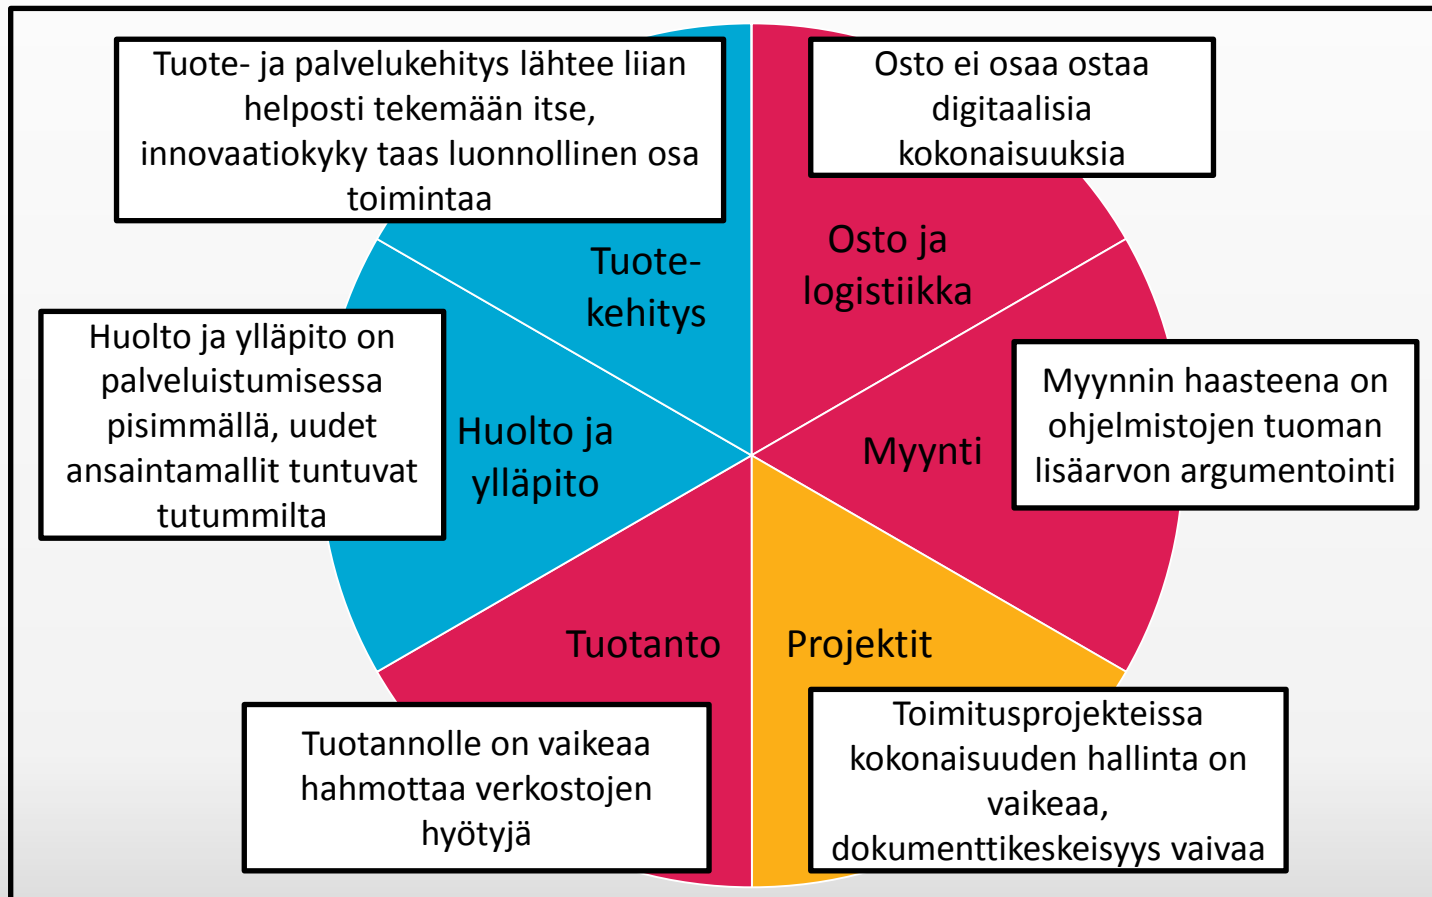 Tuote- ja palvelukehitys lähtee liian
helposti tekemään itse,
innovaatiokyky taas luonnollinen osa
toimintaa
Osto ei osaa ostaa
digitaalisia
kokonaisuuksia
Tuote-
kehitys
Osto ja
logistiikka
Huolto ja ylläpito on
palveluistumisessa
pisimmällä, uudet
ansaintamallit tuntuvat
tutummilta
Huolto ja
ylläpito
Myynti
Myynnin haasteena on
ohjelmistojen tuoman
lisäarvon argumentointi
Tuotanto
Projektit
Tuotannolle on vaikeaa
hahmottaa verkostojen
hyötyjä
Toimitusprojekteissa
kokonaisuuden hallinta on
vaikeaa,
dokumenttikeskeisyys vaivaa